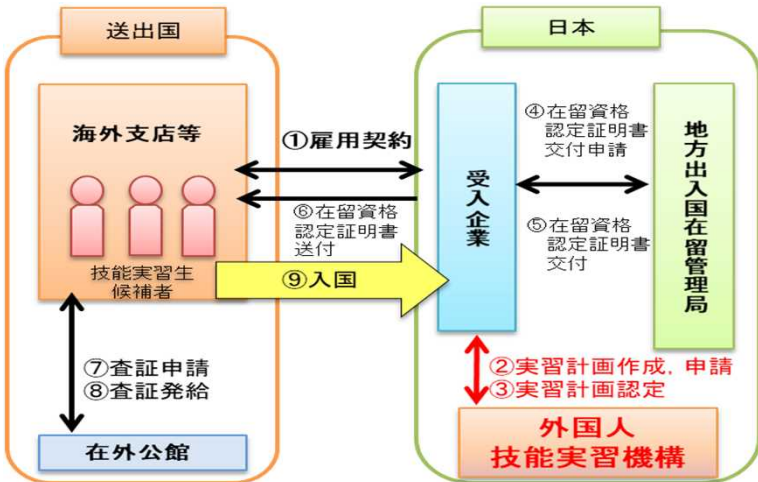 送出国
海外支店等
技能実習生
候補者
①雇用契約
⑥在留資格
認定証明書
送付
⑨入国
⑦査証申請
⑧査証発給
在外公館
日本
受入企業
④在留資格
認定証明書
交付申請
⑤在留資格
認定証明書
交付
地方出入国在留管理局
②実習計画作成，申請
③実習計画認定
外国人
技能実習機構